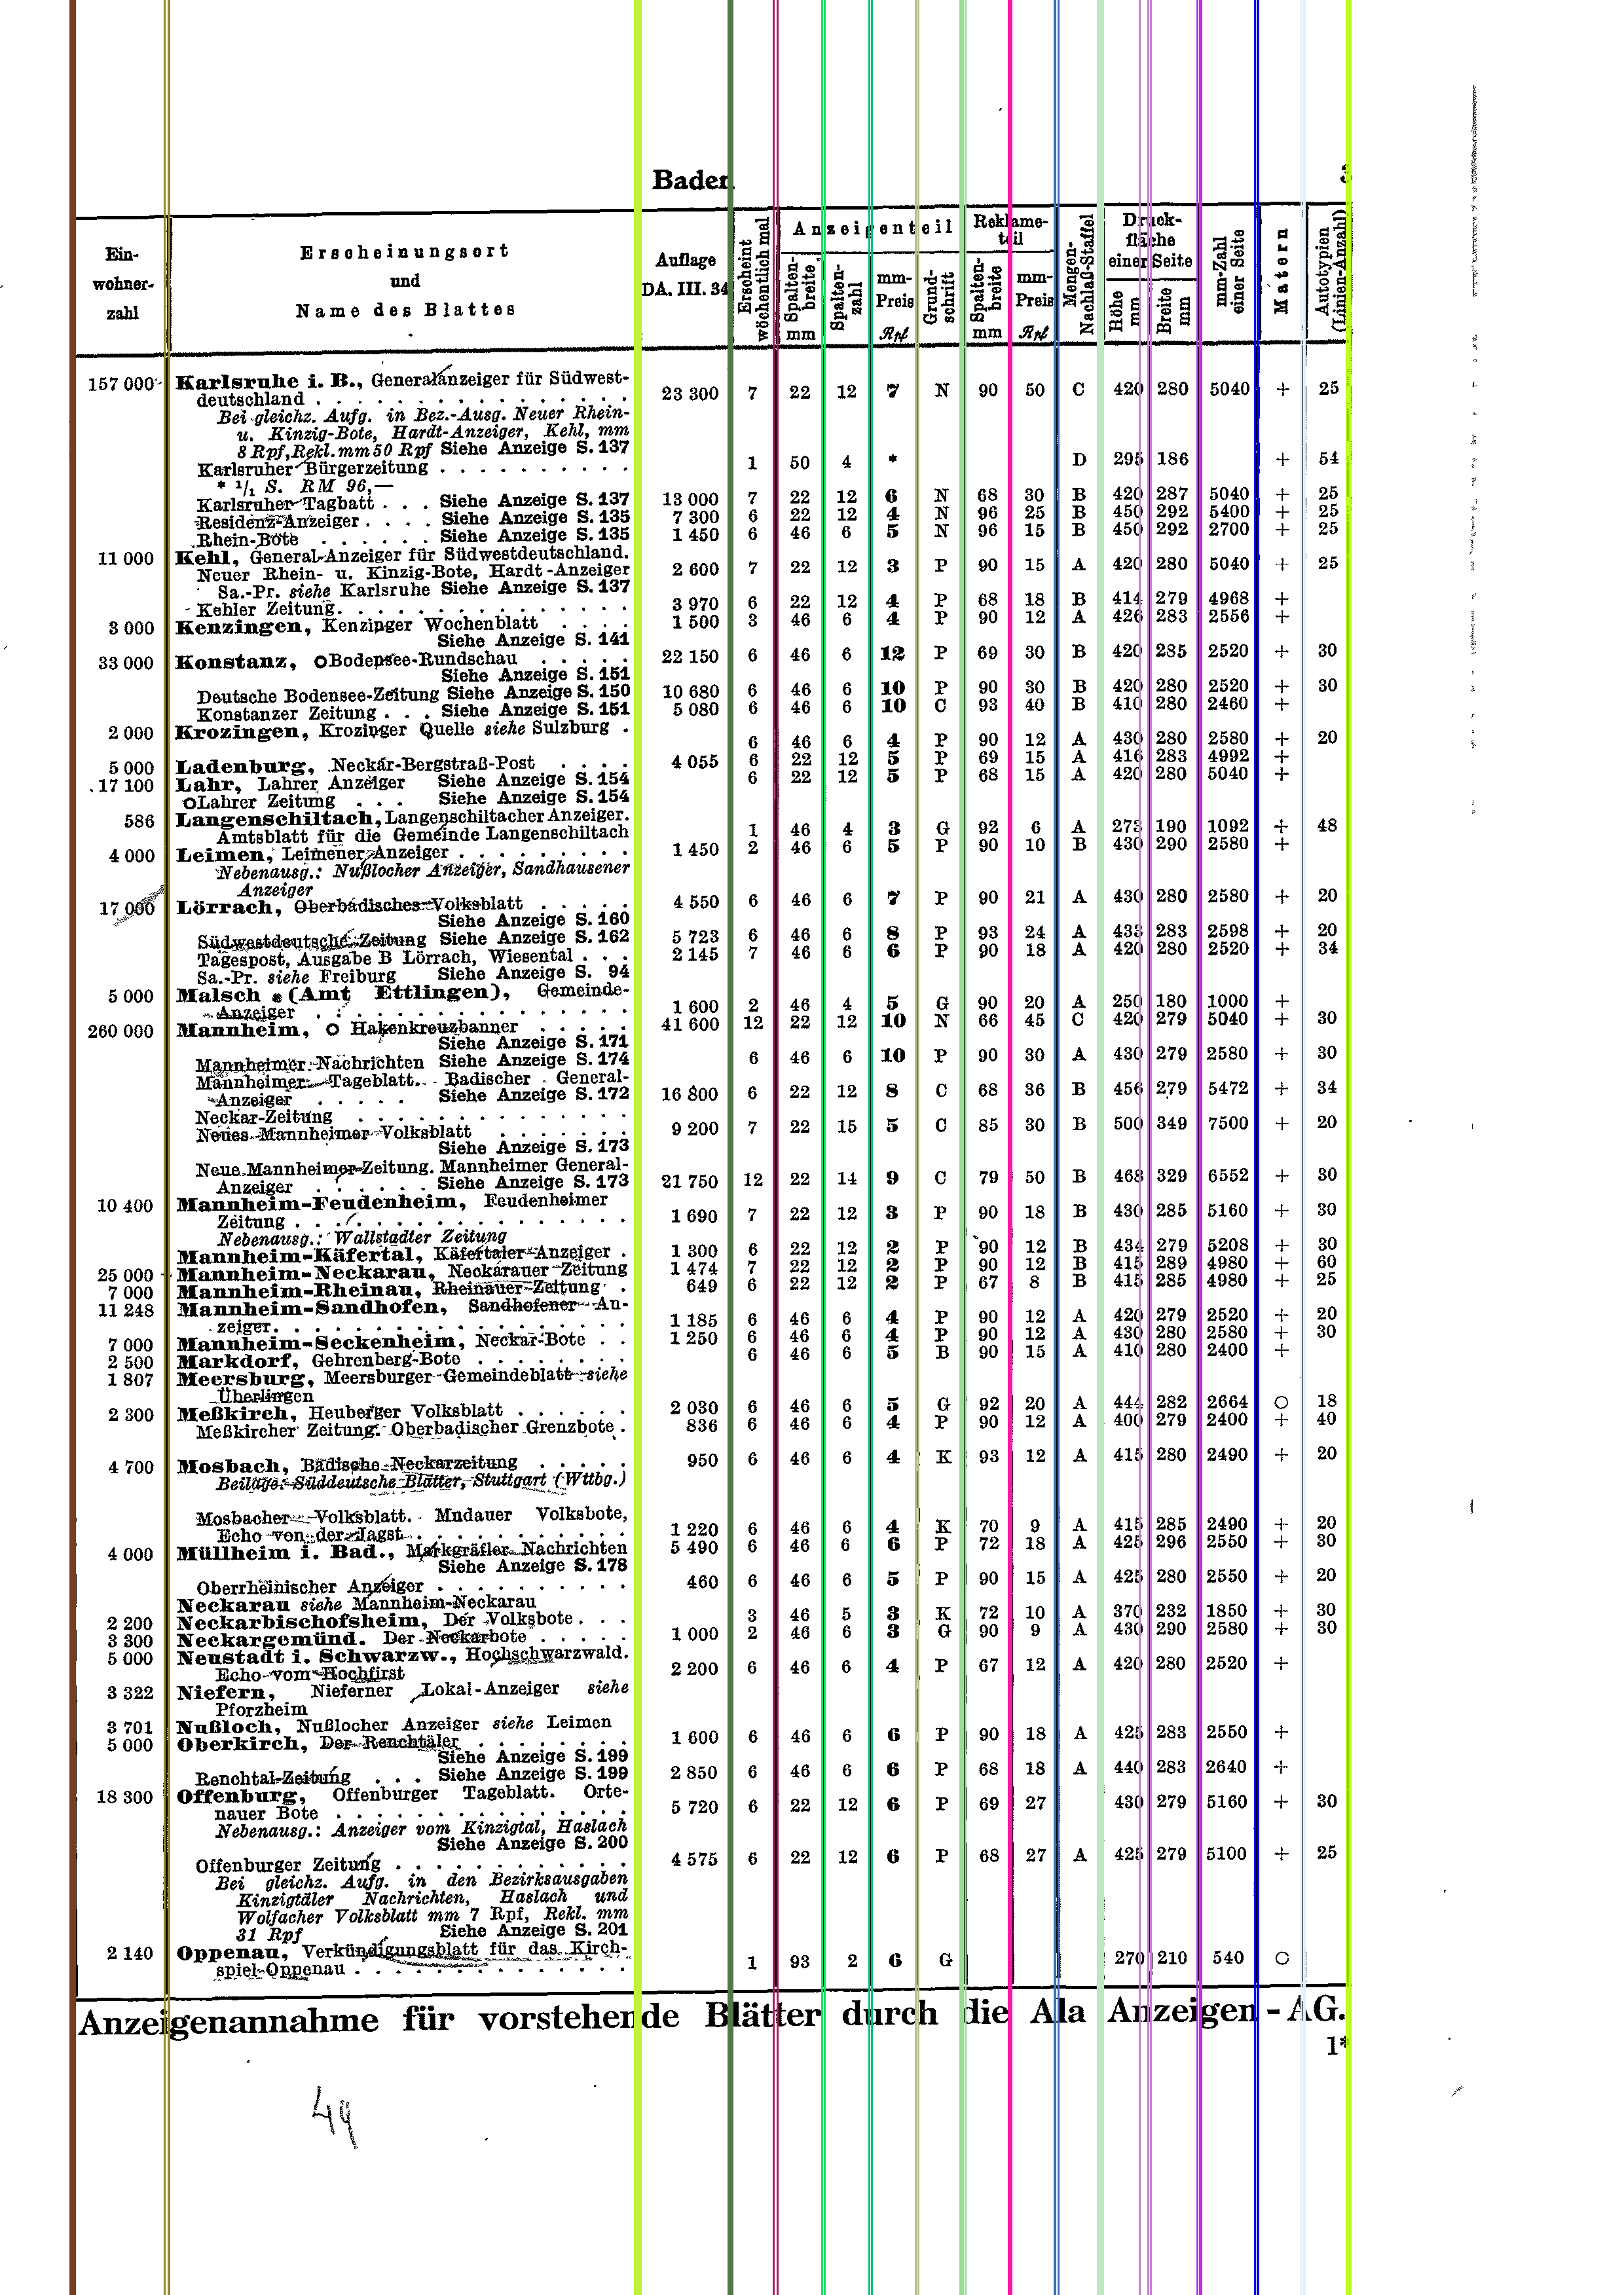 Baden 3
Ein-
wohner-
zahl
Erscheinungsort
und
Name des Blattes
Auflage
DA. III. 34
Erscheint
wöchentlich mal
Anzeigenteil
Spalten-
breite
mm
Spalten-
zahl
mm-
Preis
Rpf
Grund-
schrift
Reklame-
teil
Spalten-
breite
mm
mm-
Preis
Rpf
Mengen-
Nachlaß-Staffel
Druck-
fläche
einer Seite
Höhe
mm
Breite
mm
mm-Zahl
einer Seite
Matern
Autotypien
(Linien-Anzahl)
157 000 Karlsruhe i. B., Generalanzeiger für Südwest-
deutschland . . . 23 300 7 22 12 7 N 90 50 C 420 280 5040 + 25
Bei gleichz. Aufg. in Bez.-Ausg. Neuer Rhein-
u. Kinzig-Bote, Hardt-Anzeiger, Kehl, mm
8 Rpf, Rekl. mm 50 Rpf Siehe Anzeige S. 137
Karlsruher Bürgerzeitung . . . 1 50 4 * D 295 186 + 54
* 1/1 S. RM 96,—
Karlsruher Tagbatt . . . Siehe Anzeige S. 137 13 000 7 22 12 6 N 68 30 B 420 287 5040 + 25
Residenz-Anzeiger . . . . Siehe Anzeige S. 135 7 300 6 22 12 4 N 96 25 B 450 292 5400 + 25
Rhein-Bote . . . . . . Siehe Anzeige S. 135 1 450 6 46 6 5 N 96 15 B 450 292 2700 + 25
11 000 Kehl, General-Anzeiger für Südwestdeutschland.
Neuer Rhein- u. Kinzig-Bote, Hardt-Anzeiger 2 600 7 22 12 3 P 90 15 A 420 280 5040 + 25
Sa.-Pr. siehe Karlsruhe Siehe Anzeige S. 137
Kehler Zeitung . . . 3 970 6 22 12 4 P 68 18 B 414 279 4968 +
3 000 Kenzingen, Kenzinger Wochenblatt . . . . 1 500 3 46 6 4 P 90 12 A 426 283 2556 +
Siehe Anzeige S. 141
33 000 Konstanz, O Bodensee-Rundschau . . . . . 22 150 6 46 6 12 P 69 30 B 420 285 2520 + 30
Siehe Anzeige S. 151
Deutsche Bodensee-Zeitung Siehe Anzeige S. 150 10 680 6 46 6 10 P 90 30 B 420 280 2520 + 30
Konstanzer Zeitung . . . Siehe Anzeige S. 151 5 080 6 46 6 10 C 93 40 B 410 280 2460 +
2 000 Krozingen, Krozinger Quelle siehe Sulzburg . 6 46 6 4 P 90 12 A 430 280 2580 + 20
5 000 Ladenburg, Neckar-Bergstraß-Post . . . . 4 055 6 22 12 5 P 69 15 A 416 283 4992 +
17 100 Lahr, Lahrer Anzeiger Siehe Anzeige S. 154 6 22 12 5 P 68 15 A 420 280 5040 +
O Lahrer Zeitung . . . Siehe Anzeige S. 154
586 Langenschiltach, Langenschiltacher Anzeiger.
Amtsblatt für die Gemeinde Langenschiltach 1 46 4 3 G 92 6 A 273 190 1092 + 48
4 000 Leimen, Leimener Anzeiger . . . 1 450 2 46 6 5 P 90 10 B 430 290 2580 +
Nebenausg.: Nußlocher Anzeiger, Sandhausener
Anzeiger
17 000 Lörrach, Oberbadisches Volksblatt . . . . . 4 550 6 46 6 7 P 90 21 A 430 280 2580 + 20
Siehe Anzeige S. 160
Südwestdeutsche Zeitung Siehe Anzeige S. 162 5 723 6 46 6 8 P 93 24 A 433 283 2598 + 20
Tagespost, Ausgabe B Lörrach, Wiesental . . . 2 145 7 46 6 6 P 90 18 A 420 280 2520 + 34
Sa.-Pr. siehe Freiburg Siehe Anzeige S. 94
5 000 Malsch (Amt Ettlingen), Gemeinde-
Anzeiger . . . 1 600 2 46 4 5 G 90 20 A 250 180 1000 +
260 000 Mannheim, O Hakenkreuzbanner . . . . . 41 600 12 22 12 10 N 66 45 C 420 279 5040 + 30
Siehe Anzeige S. 171
Mannheimer Nachrichten Siehe Anzeige S. 174 6 46 6 10 P 90 30 A 430 279 2580 + 30
Mannheimer Tageblatt. Badischer General-
Anzeiger . . . . . Siehe Anzeige S. 172 16 800 6 22 12 8 C 68 36 B 456 279 5472 + 34
Neckar-Zeitung . . .
Neues Mannheimer Volksblatt . . . 9 200 7 22 15 5 C 85 30 B 500 349 7500 + 20
Siehe Anzeige S. 173
Neue Mannheimer Zeitung. Mannheimer General-
Anzeiger . . . . . . Siehe Anzeige S. 173 21 750 12 22 14 9 C 79 50 B 468 329 6552 + 30
10 400 Mannheim-Feudenheim, Feudenheimer
Zeitung . . . 1 690 7 22 12 3 P 90 18 B 430 285 5160 + 30
Nebenausg.: Wallstadter Zeitung
Mannheim-Käfertal, Käfertaler Anzeiger . 1 300 6 22 12 2 P 90 12 B 434 279 5208 + 30
25 000 Mannheim-Neckarau, Neckarauer Zeitung 1 474 7 22 12 2 P 90 12 B 415 289 4980 + 60
7 000 Mannheim-Rheinau, Rheinauer Zeitung . 649 6 22 12 2 P 67 8 B 415 285 4980 + 25
11 248 Mannheim-Sandhofen, Sandhofener An-
zeiger . . . 1 185 6 46 6 4 P 90 12 A 420 279 2520 + 20
7 000 Mannheim-Seckenheim, Neckar-Bote . . 1 250 6 46 6 4 P 90 12 A 430 280 2580 + 30
2 500 Markdorf, Gehrenberg-Bote . . . 6 46 6 5 B 90 15 A 410 280 2400 +
1 807 Meersburg, Meersburger Gemeindeblatt siehe
Überlingen
2 300 Meßkirch, Heuberger Volksblatt . . . . . . 2 030 6 46 6 5 G 92 20 A 444 282 2664 O 18
Meßkircher Zeitung. Oberbadischer Grenzbote . 836 6 46 6 4 P 90 12 A 400 279 2400 + 40
4 700 Mosbach, Badische Neckarzeitung . . . . . 950 6 46 6 4 K 93 12 A 415 280 2490 + 20
Beilage: Süddeutsche Blätter, Stuttgart (Wttbg.)
Mosbacher Volksblatt. Mndauer Volksbote,
Echo von der Jagst . . . 1 220 6 46 6 4 K 70 9 A 415 285 2490 + 20
4 000 Müllheim i. Bad., Markgräfler Nachrichten 5 490 6 46 6 6 P 72 18 A 425 296 2550 + 30
Siehe Anzeige S. 178
Oberrheinischer Anzeiger . . . 460 6 46 6 5 P 90 15 A 425 280 2550 + 20
Neckarau siehe Mannheim-Neckarau
2 200 Neckarbischofsheim, Der Volksbote . . . 3 46 5 3 K 72 10 A 370 232 1850 + 30
3 300 Neckargemünd. Der Neckarbote . . . . . 1 000 2 46 6 3 G 90 9 A 430 290 2580 + 30
5 000 Neustadt i. Schwarzw., Hochschwarzwald.
Echo vom Hochfirst 2 200 6 46 6 4 P 67 12 A 420 280 2520 +
3 322 Niefern, Nieferner Lokal-Anzeiger siehe
Pforzheim
3 701 Nußloch, Nußlocher Anzeiger siehe Leimen
5 000 Oberkirch, Der Renchtäler . . . 1 600 6 46 6 6 P 90 18 A 425 283 2550 +
Siehe Anzeige S. 199
Renchtal-Zeitung . . . Siehe Anzeige S. 199 2 850 6 46 6 6 P 68 18 A 440 283 2640 +
18 300 Offenburg, Offenburger Tageblatt. Orte-
nauer Bote . . . 5 720 6 22 12 6 P 69 27 430 279 5160 + 30
Nebenausg.: Anzeiger vom Kinzigtal, Haslach
Siehe Anzeige S. 200
Offenburger Zeitung . . . 4 575 6 22 12 6 P 68 27 A 425 279 5100 + 25
Bei gleichz. Aufg. in den Bezirksausgaben
Kinzigtäler Nachrichten, Haslach und
Wolfacher Volksblatt mm 7 Rpf, Rekl. mm
31 Rpf Siehe Anzeige S. 201
2 140 Oppenau, Verkündigungsblatt für das Kirch-
spiel Oppenau . . . 1 93 2 6 G 270 210 540 O
Anzeigenannahme für vorstehende Blätter durch die Ala Anzeigen-AG.
1*
49